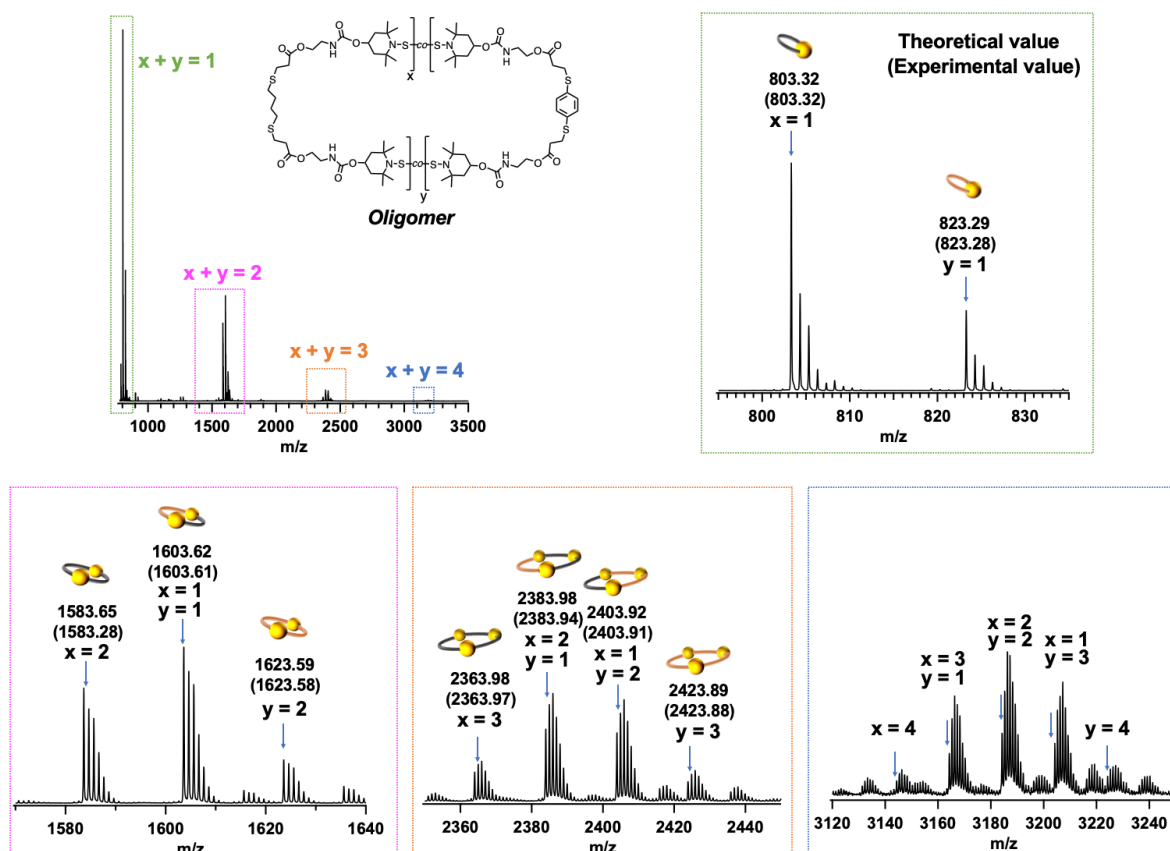 x + y = 1
x + y = 2
x + y = 3
x + y = 4
1000 1500 2000 2500 3000 3500
m/z
O
O
N
H
O
O
O
N
S
co
S
N
O
O
N
H
O
O
x
S
S
S
S
O
O
N
H
O
O
N
S
co
S
N
O
O
N
H
O
O
y
Oligomer
Theoretical value
(Experimental value)
803.32
(803.32)
x = 1
823.29
(823.28)
y = 1
800 810 820 830
m/z
1583.65
(1583.28)
x = 2
1603.62
(1603.61)
x = 1
y = 1
1623.59
(1623.58)
y = 2
1580 1600 1620 1640
m/z
2363.98
(2363.97)
x = 3
2383.98
(2383.94)
x = 2
y = 1
2403.92
(2403.91)
x = 1
y = 2
2423.89
(2423.88)
y = 3
2360 2380 2400 2420 2440
m/z
x = 4
x = 3
y = 1
x = 2
y = 2
x = 1
y = 3
y = 4
3120 3140 3160 3180 3200 3220 3240
m/z